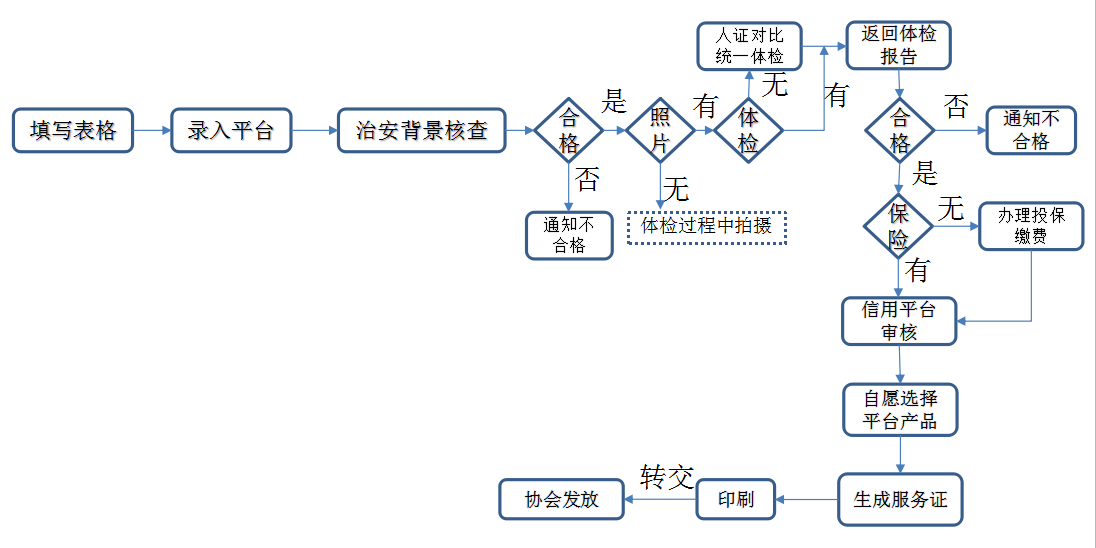 填写表格
录入平台
治安背景核查
合
格
是
否
通知不
合格
照
片
有
无
体检过程中拍摄
体
检
无
有
人证对比
统一体检
返回体检
报告
合
格
否
通知不
合格
是
保
险
无
办理投保
缴费
有
信用平台
审核
自愿选择
平台产品
生成服务证
印刷
转交
协会发放